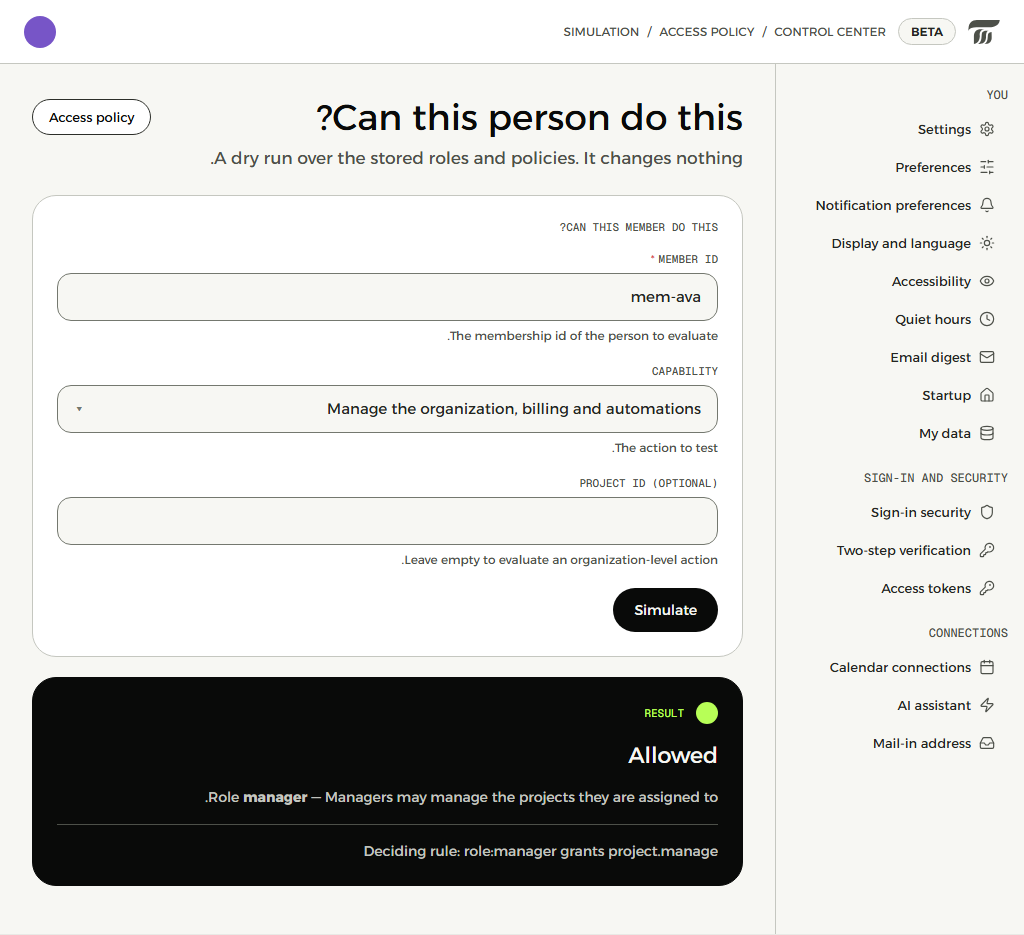 BETA
CONTROL CENTER / ACCESS POLICY / SIMULATION
YOU
Settings
Preferences
Notification preferences
Display and language
Accessibility
Quiet hours
Email digest
Startup
My data
SIGN-IN AND SECURITY
Sign-in security
Two-step verification
Access tokens
CONNECTIONS
Calendar connections
AI assistant
Mail-in address
Can this person do this?
Access policy
A dry run over the stored roles and policies. It changes nothing.
CAN THIS MEMBER DO THIS?
MEMBER ID *
mem-ava
The membership id of the person to evaluate.
CAPABILITY
Manage the organization, billing and automations
The action to test.
PROJECT ID (OPTIONAL)
Leave empty to evaluate an organization-level action.
Simulate
RESULT
Allowed
Role manager — Managers may manage the projects they are assigned to.
Deciding rule: role:manager grants project.manage